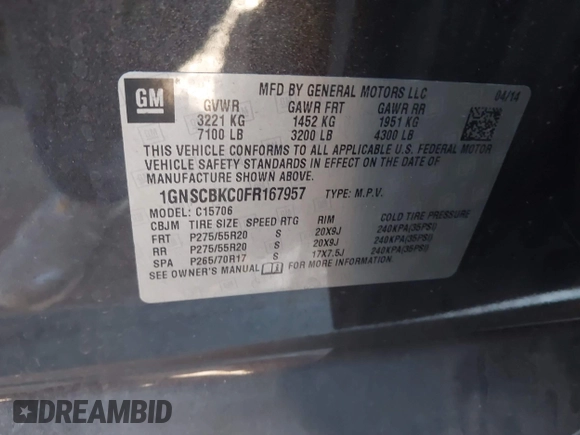 GM
MFD BY GENERAL MOTORS LLC 04/14
GVWR GAWR FRT GAWR RR
3221 KG 1452 KG 1951 KG
7100 LB 3200 LB 4300 LB
THIS VEHICLE CONFORMS TO ALL APPLICABLE U.S. FEDERAL MOTOR
VEHICLE SAFETY STANDARDS IN EFFECT ON THE DATE OF
MANUFACTURE SHOWN ABOVE.
1GNSCBKC0FR167957 TYPE: M.P.V.
MODEL: C15706
CBJM TIRE SIZE SPEED RTG RIM COLD TIRE PRESSURE
FRT P275/55R20 S 20X9J 240KPA(35PSI)
RR P275/55R20 S 20X9J 240KPA(35PSI)
SPA P265/70R17 S 17X7.5J 240KPA(35PSI)
SEE OWNER'S MANUAL FOR MORE INFORMATION.
DREAMBID